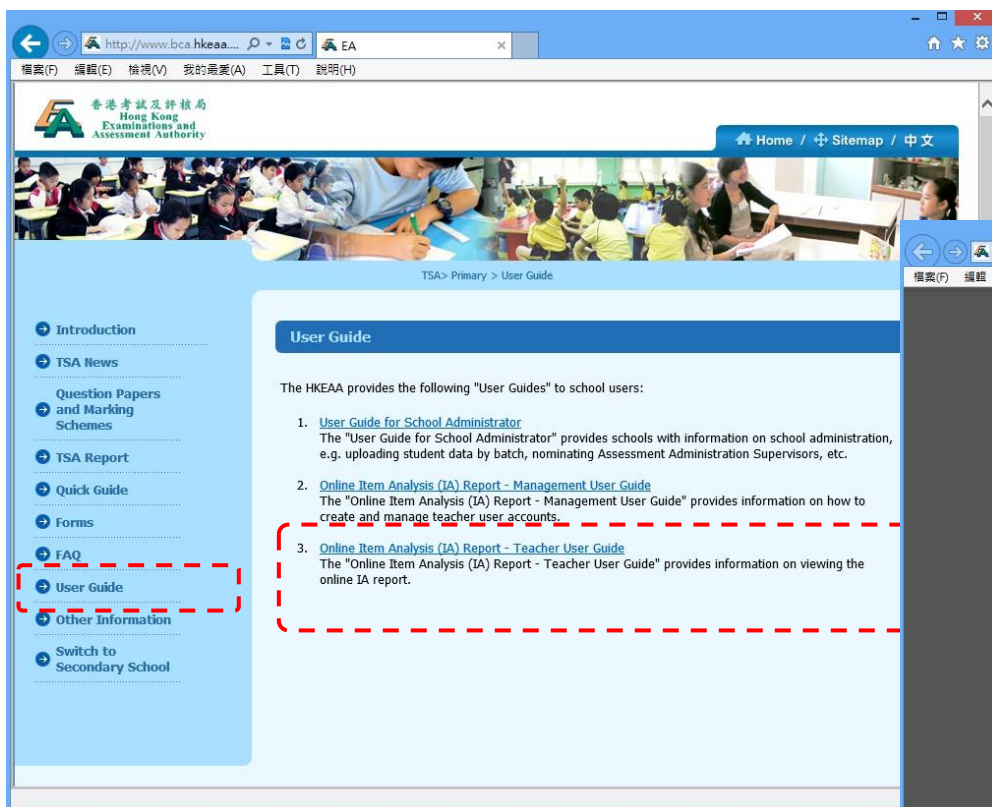 http://www.bca.hkeaa....
EA
檔案(F) 編輯(E) 檢視(V) 我的最愛(A) 工具(T) 說明(H)
香港考試及評核局
Hong Kong
Examinations and
Assessment Authority
Home / Sitemap / 中文
TSA> Primary > User Guide
檔案(F) 編輯
Introduction
TSA News
Question Papers
and Marking
Schemes
TSA Report
Quick Guide
Forms
FAQ
User Guide
Other Information
Switch to
Secondary School
User Guide
The HKEAA provides the following "User Guides" to school users:
1. User Guide for School Administrator
The "User Guide for School Administrator" provides schools with information on school administration,
e.g. uploading student data by batch, nominating Assessment Administration Supervisors, etc.
2. Online Item Analysis (IA) Report - Management User Guide
The "Online Item Analysis (IA) Report - Management User Guide" provides information on how to
create and manage teacher user accounts.
3. Online Item Analysis (IA) Report - Teacher User Guide
The "Online Item Analysis (IA) Report - Teacher User Guide" provides information on viewing the
online IA report.